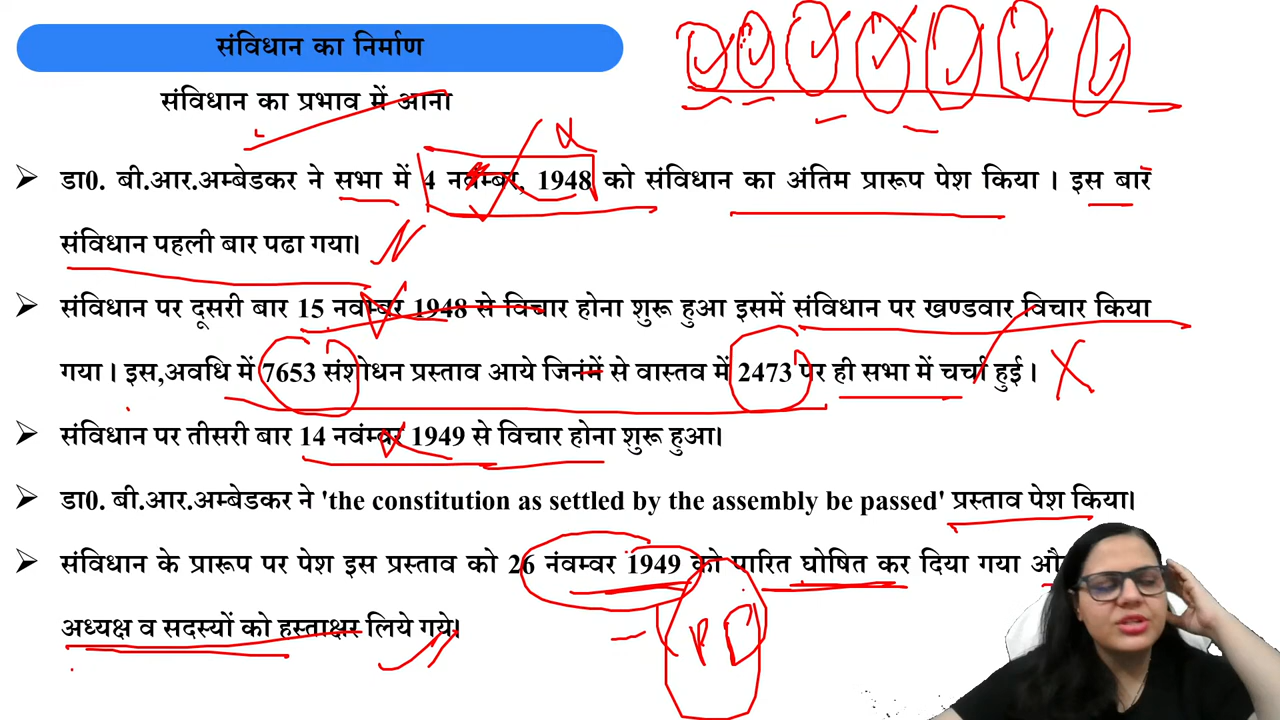 संविधान का निर्माण
संविधान का प्रभाव में आना
➢ डा0. बी.आर.अम्बेडकर ने सभा में 4 नवम्बर, 1948 को संविधान का अंतिम प्रारूप पेश किया । इस बार
संविधान पहली बार पढा गया।
➢ संविधान पर दूसरी बार 15 नवम्बर 1948 से विचार होना शुरू हुआ इसमें संविधान पर खण्डवार विचार किया
गया । इस,अवधि में 7653 संशोधन प्रस्ताव आये जिनमें से वास्तव में 2473 पर ही सभा में चर्चा हुई ।
➢ संविधान पर तीसरी बार 14 नवंम्बर 1949 से विचार होना शुरू हुआ।
➢ डा0. बी.आर.अम्बेडकर ने 'the constitution as settled by the assembly be passed' प्रस्ताव पेश किया।
➢ संविधान के प्रारूप पर पेश इस प्रस्ताव को 26 नंवम्वर 1949 को पारित घोषित कर दिया गया
अध्यक्ष व सदस्यों को हस्ताक्षर लिये गये।